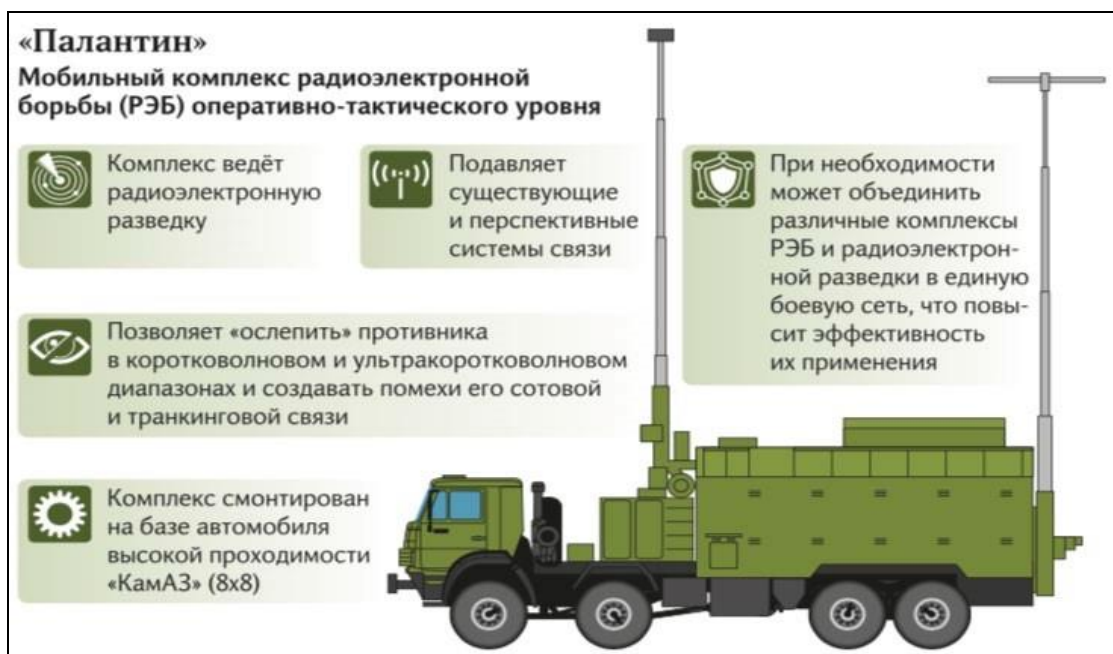 «Палантин»
Мобильный комплекс радиоэлектронной
борьбы (РЭБ) оперативно-тактического уровня
Комплекс ведёт
радиоэлектронную
разведку
Подавляет
существующие
и перспективные
системы связи
При необходимости
может объединить
различные комплексы
РЭБ и радиоэлектрон-
ной разведки в единую
боевую сеть, что повы-
сит эффективность
их применения
Позволяет «ослепить» противника
в коротковолновом и ультракоротковолновом
диапазонах и создавать помехи его сотовой
и транкинговой связи
Комплекс смонтирован
на базе автомобиля
высокой проходимости
«КамАЗ» (8х8)